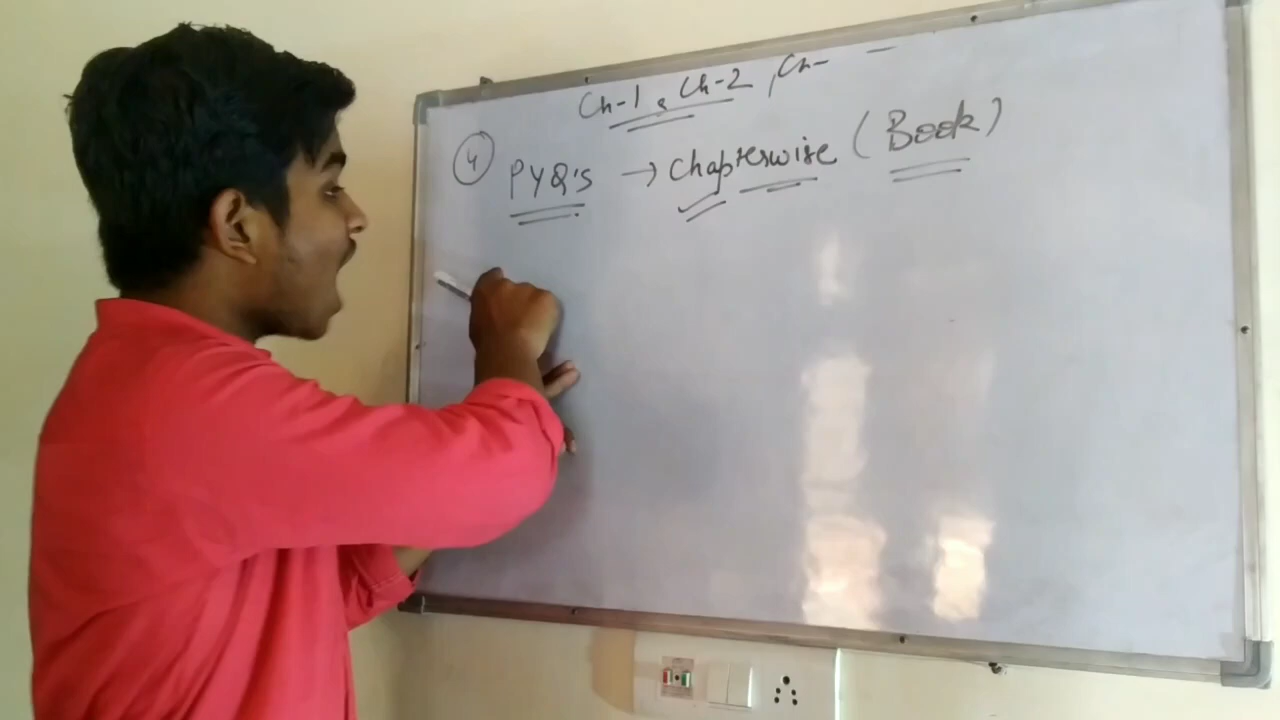 Ch-1, Ch-2, Ch- –
④ PYQ's → Chapterwise (Book)